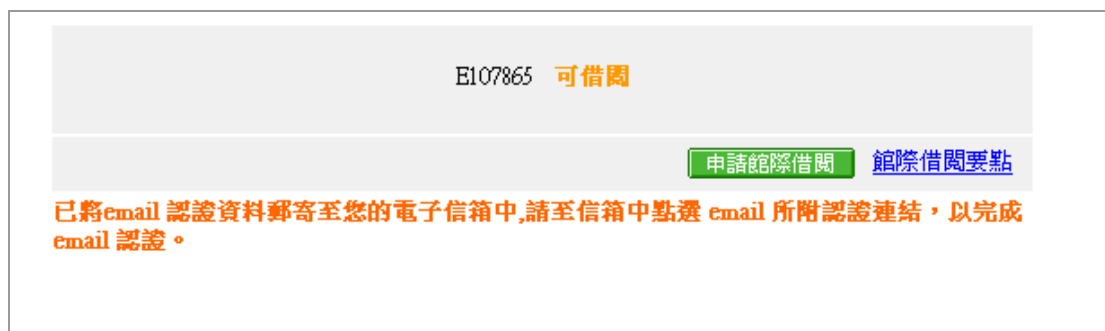 E107865 可借閱
申請館際借閱 館際借閱要點
已將email 認證資料郵寄至您的電子信箱中,請至信箱中點選 email 所附認證連結，以完成
email 認證。